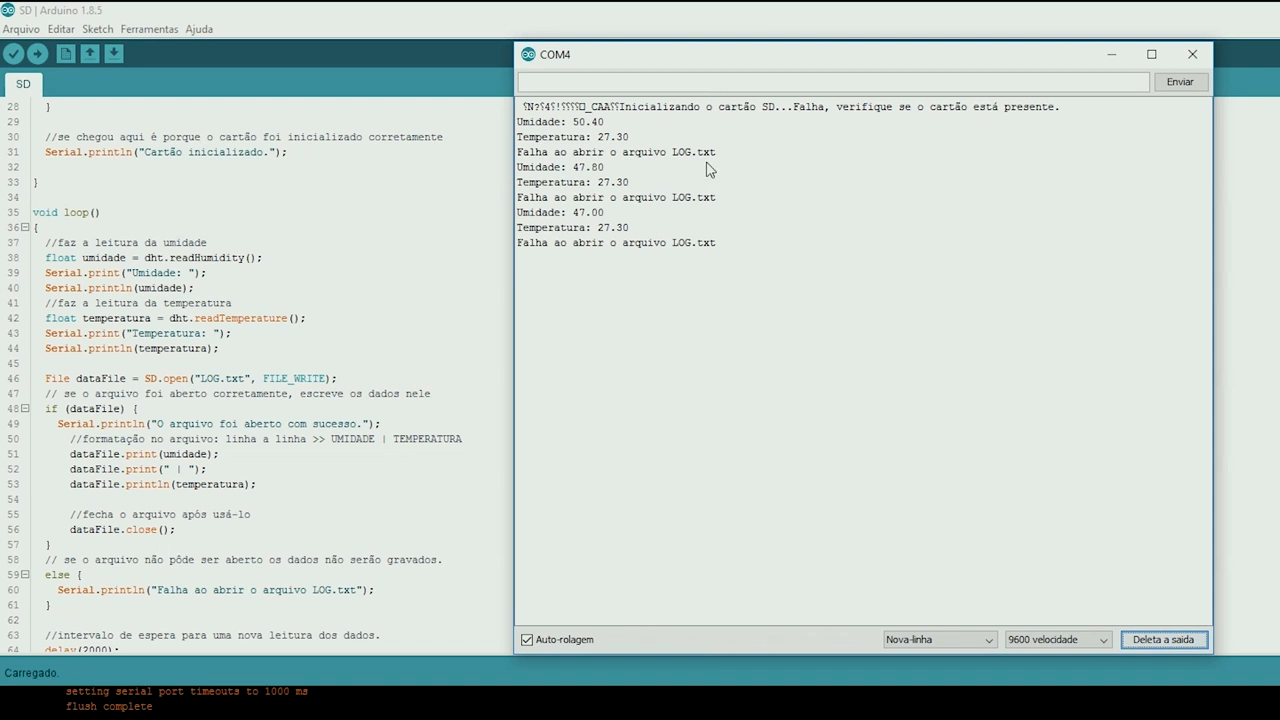 SD | Arduino 1.8.5
Arquivo Editar Sketch Ferramentas Ajuda
SD
28 }
29
30 //se chegou aqui é porque o cartão foi inicializado corretamente
31 Serial.println("Cartão inicializado.");
32
33 }
34
35 void loop()
36 {
37 //faz a leitura da umidade
38 float umidade = dht.readHumidity();
39 Serial.print("Umidade: ");
40 Serial.println(umidade);
41 //faz a leitura da temperatura
42 float temperatura = dht.readTemperature();
43 Serial.print("Temperatura: ");
44 Serial.println(temperatura);
45
46 File dataFile = SD.open("LOG.txt", FILE_WRITE);
47 // se o arquivo foi aberto corretamente, escreve os dados nele
48 if (dataFile) {
49 Serial.println("O arquivo foi aberto com sucesso.");
50 //formatação no arquivo: linha a linha >> UMIDADE | TEMPERATURA
51 dataFile.print(umidade);
52 dataFile.print(" | ");
53 dataFile.println(temperatura);
54
55 //fecha o arquivo após usá-lo
56 dataFile.close();
57 }
58 // se o arquivo não pôde ser aberto os dados não serão gravados.
59 else {
60 Serial.println("Falha ao abrir o arquivo LOG.txt");
61 }
62
63 //intervalo de espera para uma nova leitura dos dados.
64 delay(2000);
Carregado.
setting serial port timeouts to 1000 ms
flush complete
COM4
Enviar
Inicializando o cartão SD...Falha, verifique se o cartão está presente.
Umidade: 50.40
Temperatura: 27.30
Falha ao abrir o arquivo LOG.txt
Umidade: 47.80
Temperatura: 27.30
Falha ao abrir o arquivo LOG.txt
Umidade: 47.00
Temperatura: 27.30
Falha ao abrir o arquivo LOG.txt
Auto-rolagem
Nova-linha
9600 velocidade
Deleta a saida